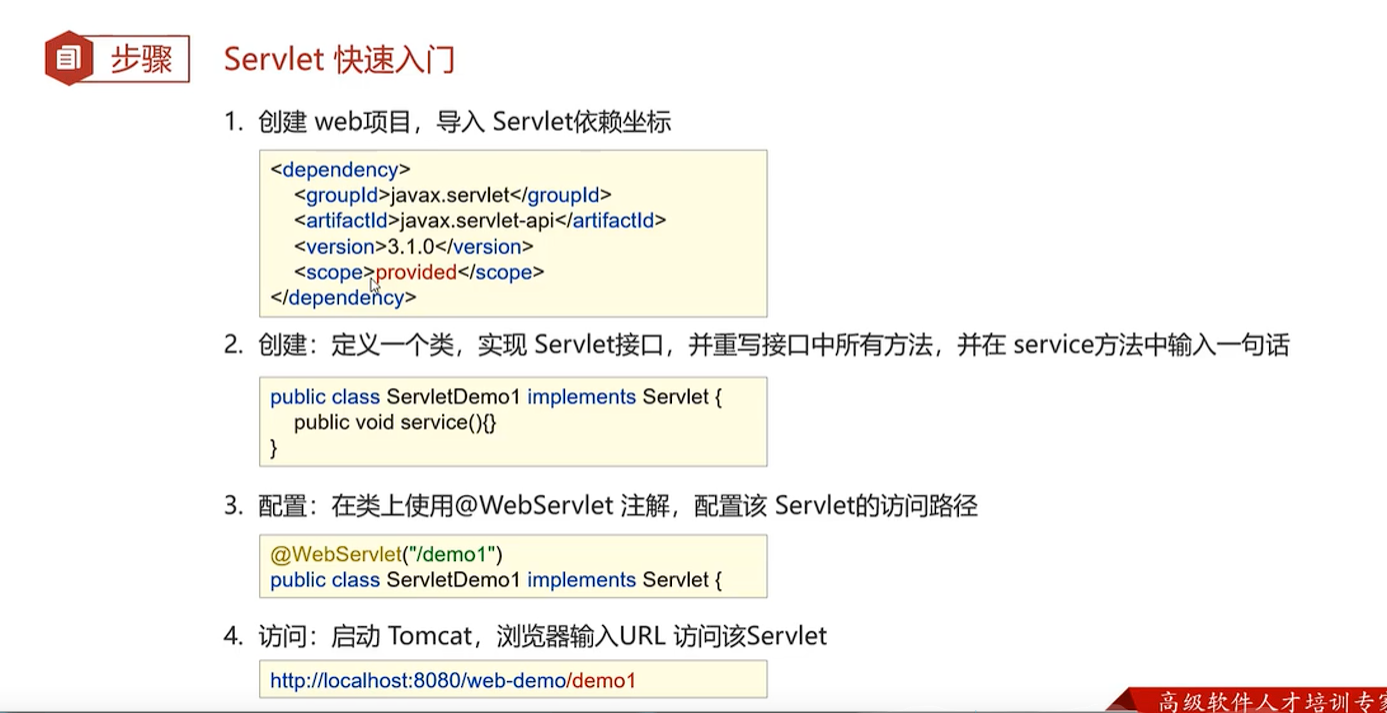 步骤
Servlet 快速入门
1. 创建 web项目，导入 Servlet依赖坐标
<dependency>
<groupId>javax.servlet</groupId>
<artifactId>javax.servlet-api</artifactId>
<version>3.1.0</version>
<scope>provided</scope>
</dependency>
2. 创建：定义一个类，实现 Servlet接口，并重写接口中所有方法，并在 service方法中输入一句话
public class ServletDemo1 implements Servlet {
public void service(){}
}
3. 配置：在类上使用@WebServlet 注解，配置该 Servlet的访问路径
@WebServlet("/demo1")
public class ServletDemo1 implements Servlet {
4. 访问：启动 Tomcat，浏览器输入URL 访问该Servlet
http://localhost:8080/web-demo/demo1
高级软件人才培训专家